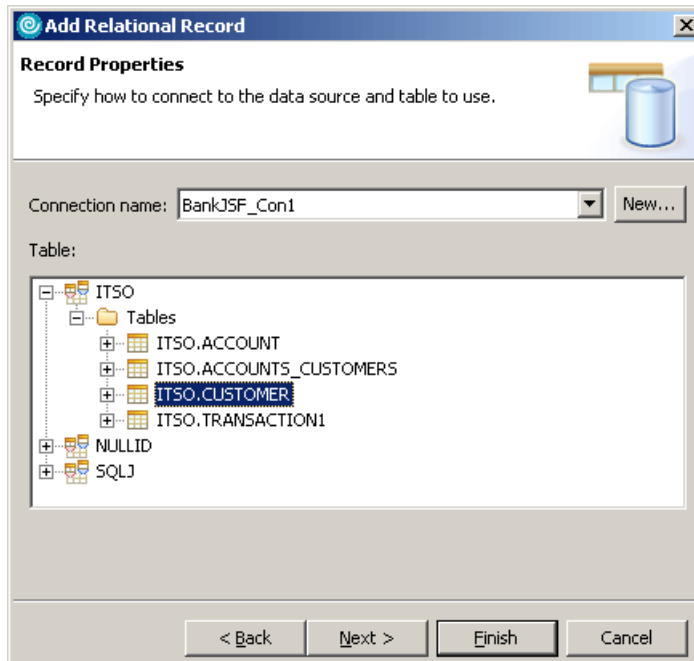 Add Relational Record
Record Properties
Specify how to connect to the data source and table to use.
Connection name: BankJSF_Con1 New...
Table:
ITSO
Tables
ITSO.ACCOUNT
ITSO.ACCOUNTS_CUSTOMERS
ITSO.CUSTOMER
ITSO.TRANSACTION1
NULLID
SQLJ
< Back Next > Finish Cancel